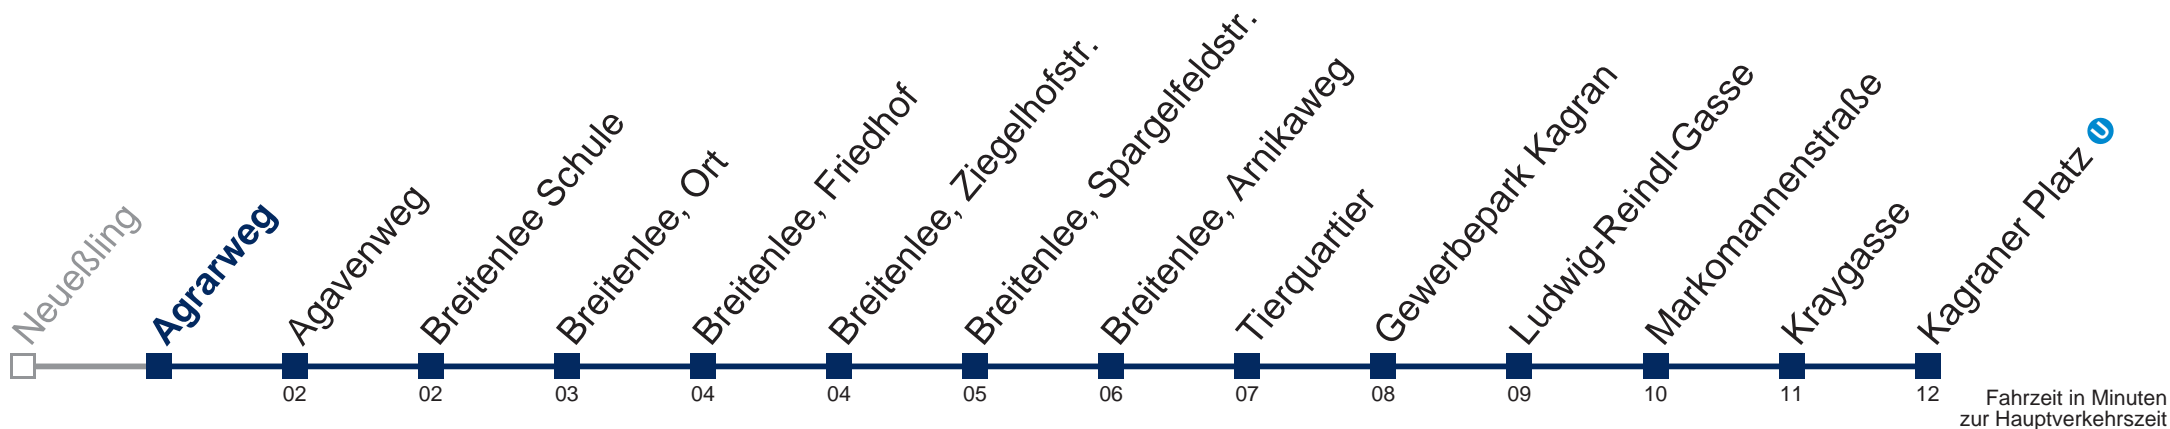 Neueßling
Agrarweg
Agavenweg
Breitenlee Schule
Breitenlee, Ort
Breitenlee, Friedhof
Breitenlee, Ziegelhofstr.
Breitenlee, Spargelfeldstr.
Breitenlee, Arnikaweg
Tierquartier
Gewerbepark Kagran
Ludwig-Reindl-Gasse
Markomannenstraße
Kraygasse
Kagraner Platz U
02 02 03 04 04 05 06 07 08 09 10 11 12
Fahrzeit in Minuten
zur Hauptverkehrszeit